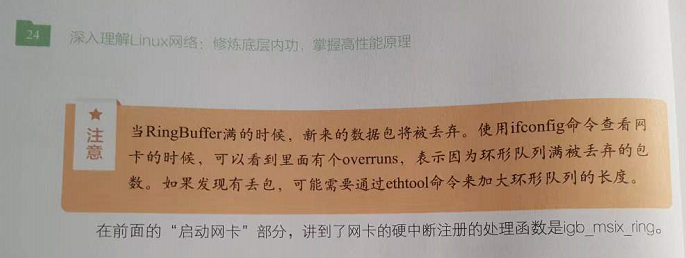 24
深入理解Linux网络：修炼底层内功，掌握高性能原理
注意
当RingBuffer满的时候，新来的数据包将被丢弃。使用ifconfig命令查看网
卡的时候，可以看到里面有个overruns，表示因为环形队列满被丢弃的包
数。如果发现有丢包，可能需要通过ethtool命令来加大环形队列的长度。
在前面的“启动网卡”部分，讲到了网卡的硬中断注册的处理函数是igb_msix_ring。